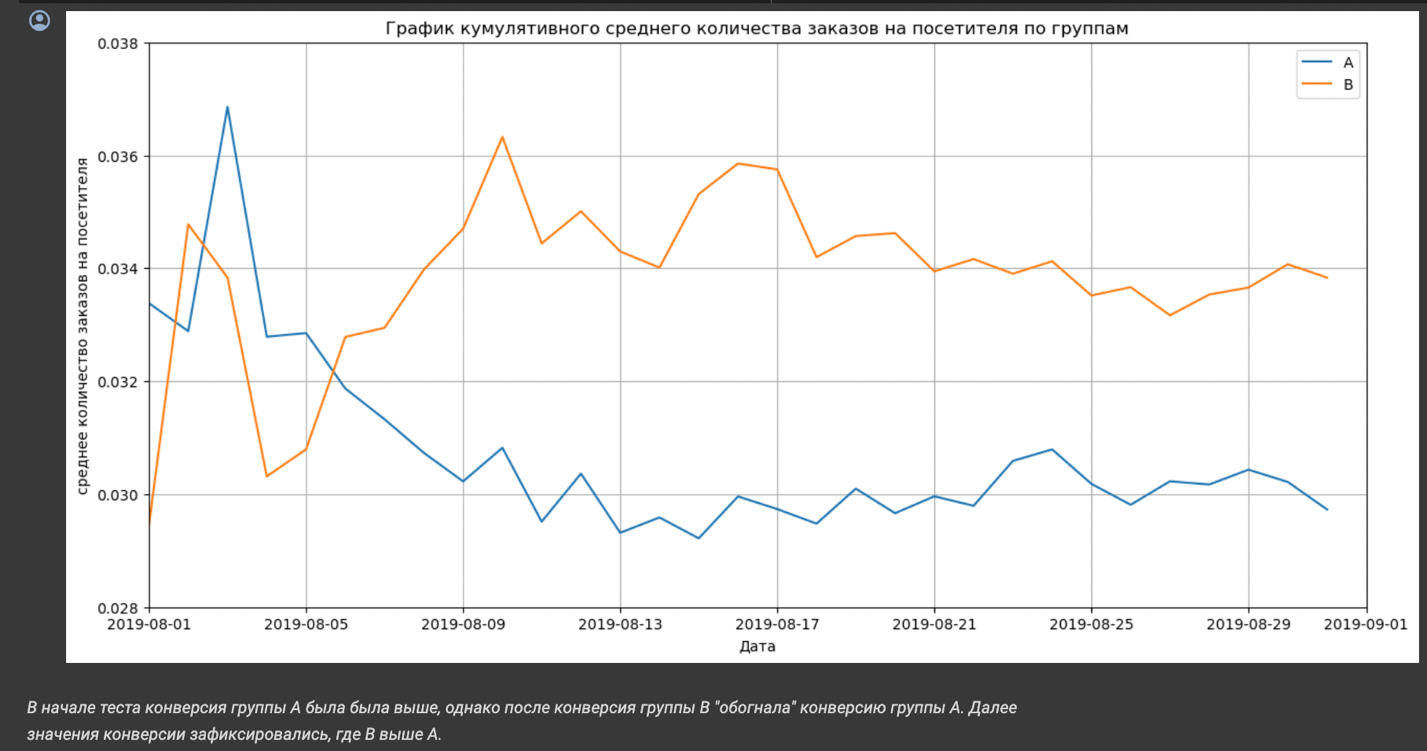 График кумулятивного среднего количества заказов на посетителя по группам
0.038
A
B
0.036
0.034
0.032
0.030
0.028
среднее количество заказов на посетителя
2019-08-01 2019-08-05 2019-08-09 2019-08-13 2019-08-17 2019-08-21 2019-08-25 2019-08-29 2019-09-01
Дата
В начале теста конверсия группы А была была выше, однако после конверсия группы В "обогнала" конверсию группы А. Далее
значения конверсии зафиксировались, где В выше А.